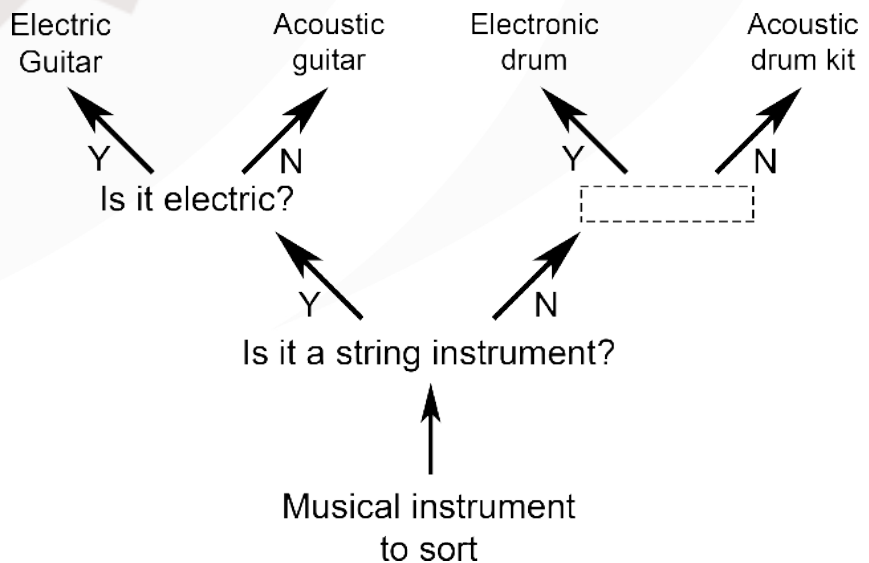 Electric
Guitar
Acoustic
guitar
Electronic
drum
Acoustic
drum kit
Y
N
Y
N
Is it electric?
Y
N
Is it a string instrument?
Musical instrument
to sort